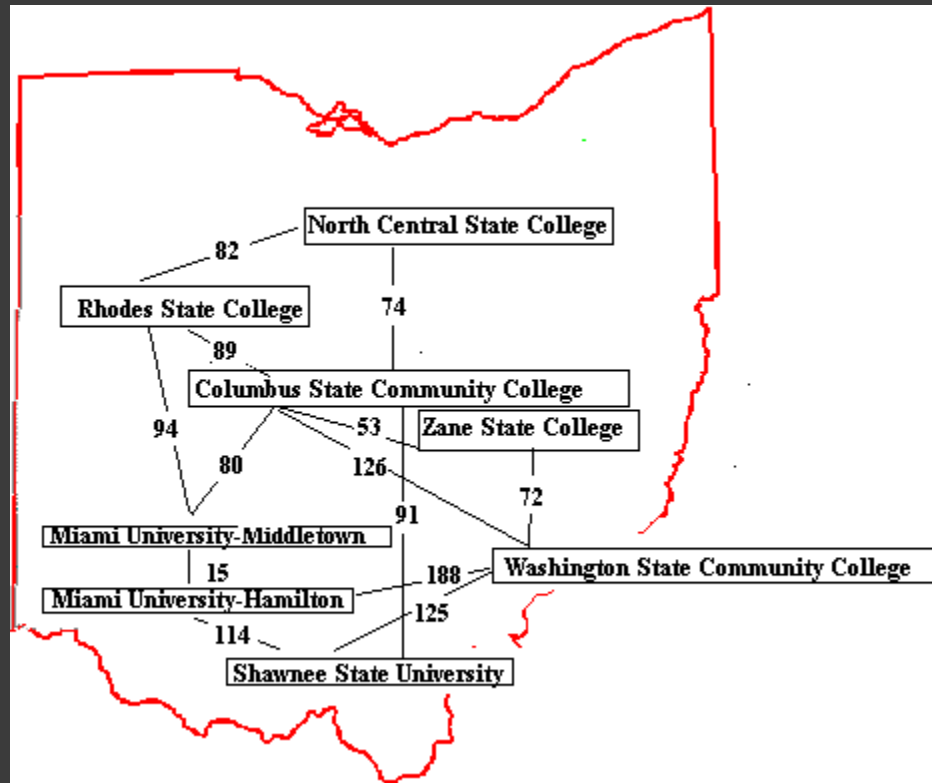 North Central State College
82
Rhodes State College
74
89
Columbus State Community College
94
53
Zane State College
80
126
72
91
Miami University-Middletown
15
188
Washington State Community College
Miami University-Hamilton
125
114
Shawnee State University